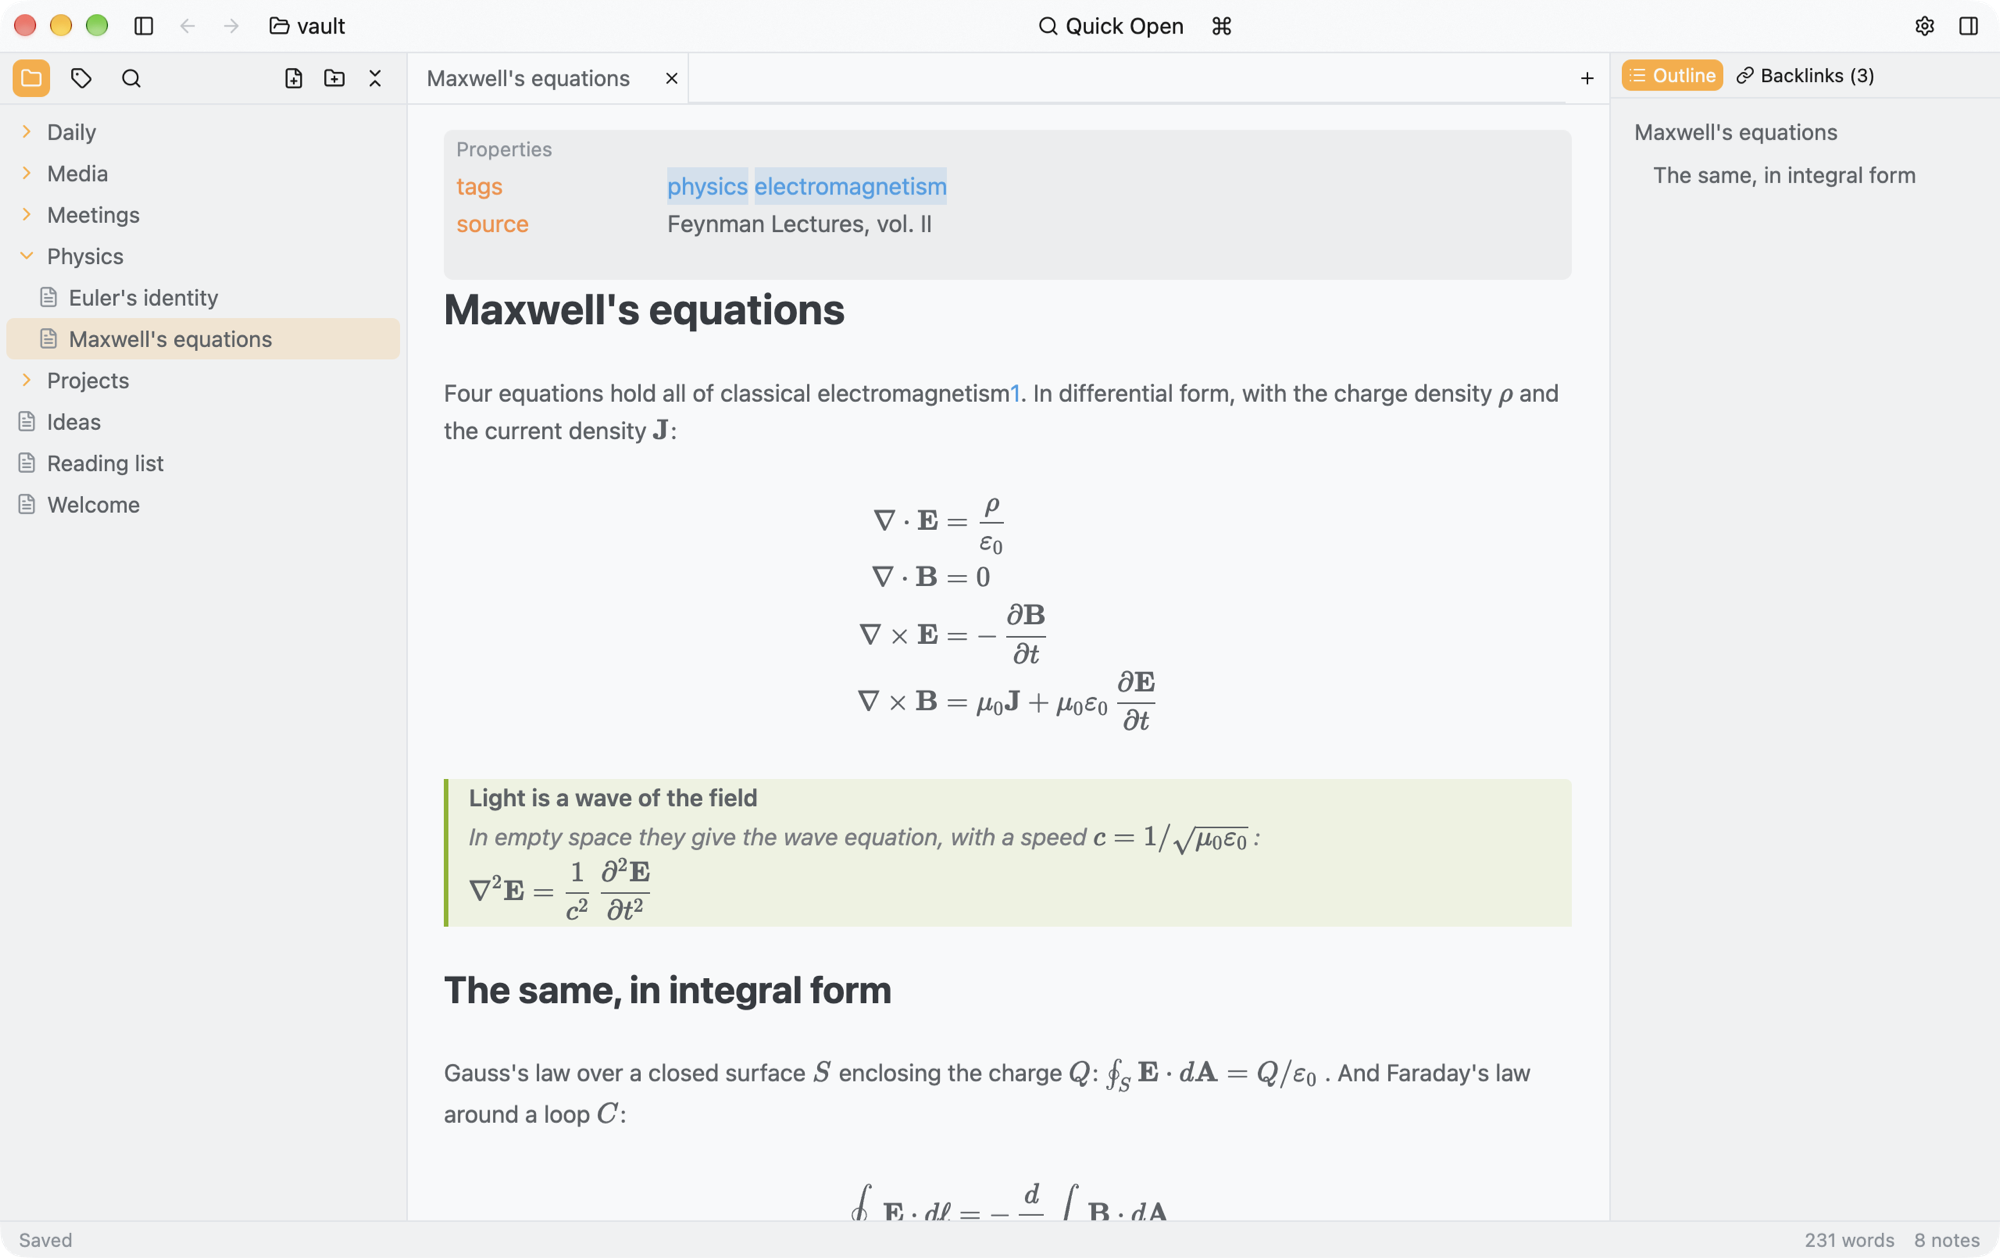 vault
Quick Open ⌘
Maxwell's equations
Outline
Backlinks (3)
Daily
Media
Meetings
Physics
Euler's identity
Maxwell's equations
Projects
Ideas
Reading list
Welcome
Properties
tags physics electromagnetism
source Feynman Lectures, vol. II
Maxwell's equations
Four equations hold all of classical electromagnetism1. In differential form, with the charge density ρ and
the current density J:
∇ · E = ρ/ε₀
∇ · B = 0
∇ × E = − ∂B/∂t
∇ × B = μ₀J + μ₀ε₀ ∂E/∂t
Light is a wave of the field
In empty space they give the wave equation, with a speed c = 1/√μ₀ε₀ :
∇²E = 1/c² ∂²E/∂t²
The same, in integral form
Gauss's law over a closed surface S enclosing the charge Q: ∮_S E · dA = Q/ε₀ . And Faraday's law
around a loop C:
∮ E · dℓ = − d ∫ B · dA
Maxwell's equations
The same, in integral form
Saved
231 words 8 notes